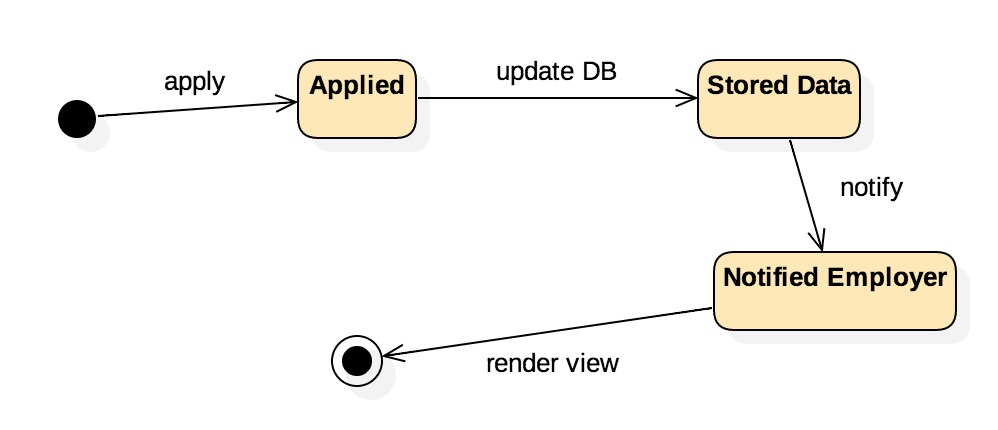 apply
Applied
update DB
Stored Data
notify
Notified Employer
render view